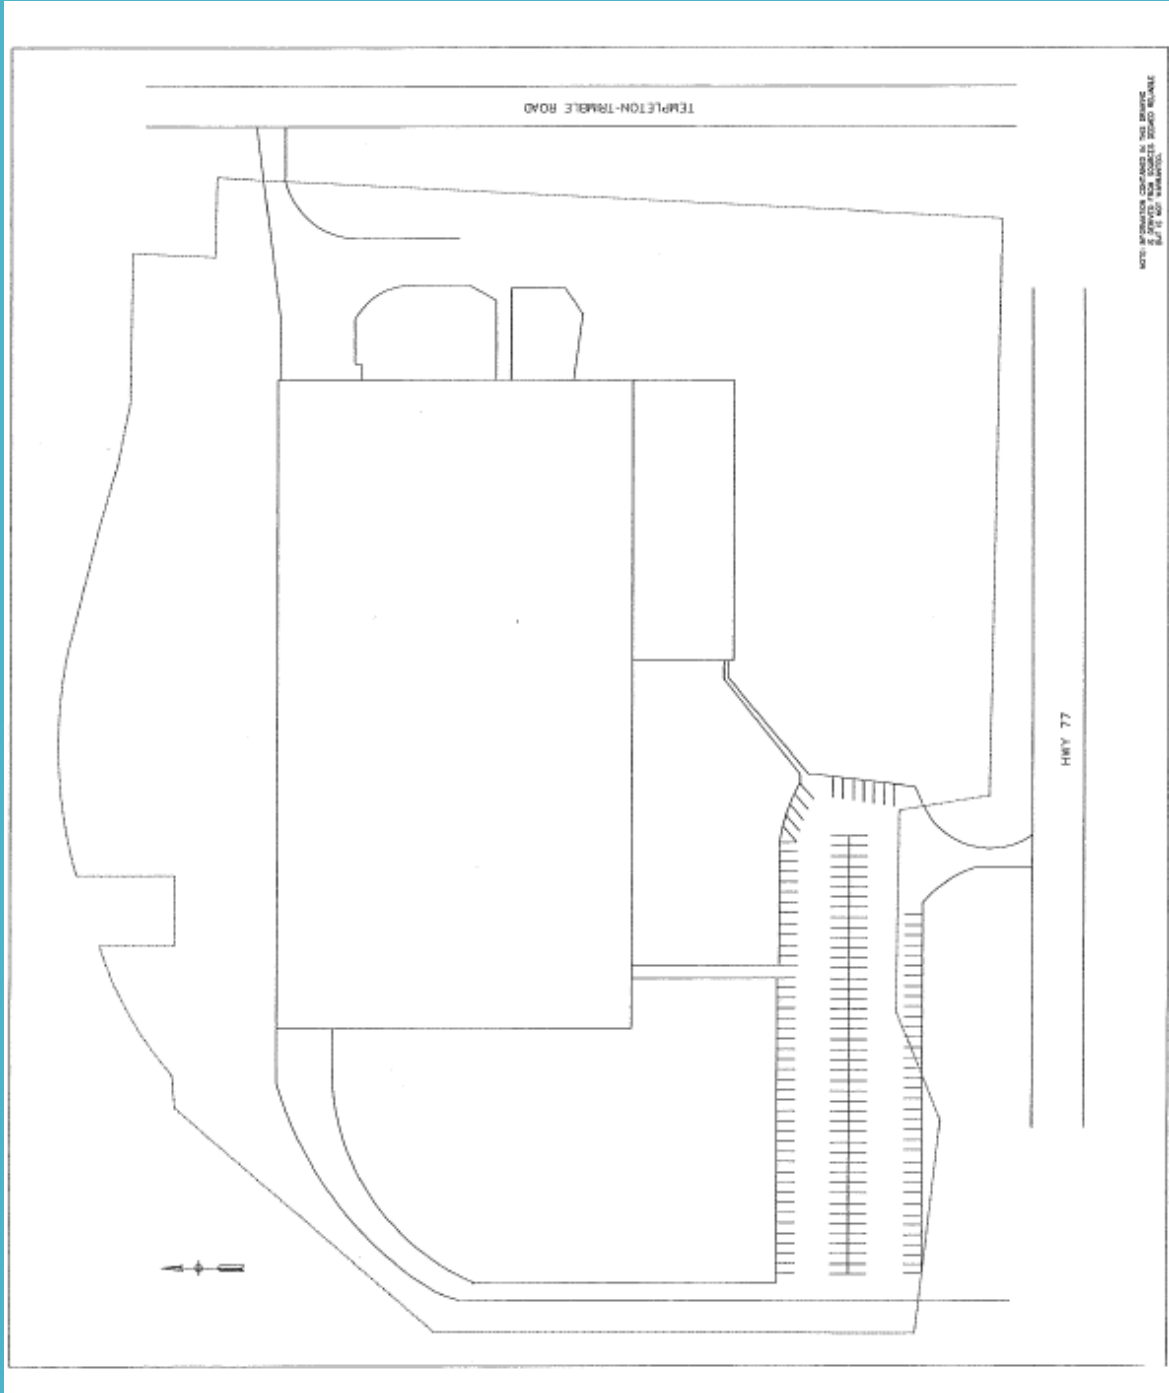 TEMPLETON-TRIMBLE ROAD
NOTE: INFORMATION CONTAINED IN THIS DRAWING
IS DERIVED FROM SOURCES DEEMED RELIABLE
BUT IS NOT WARRANTED.
HWY 77